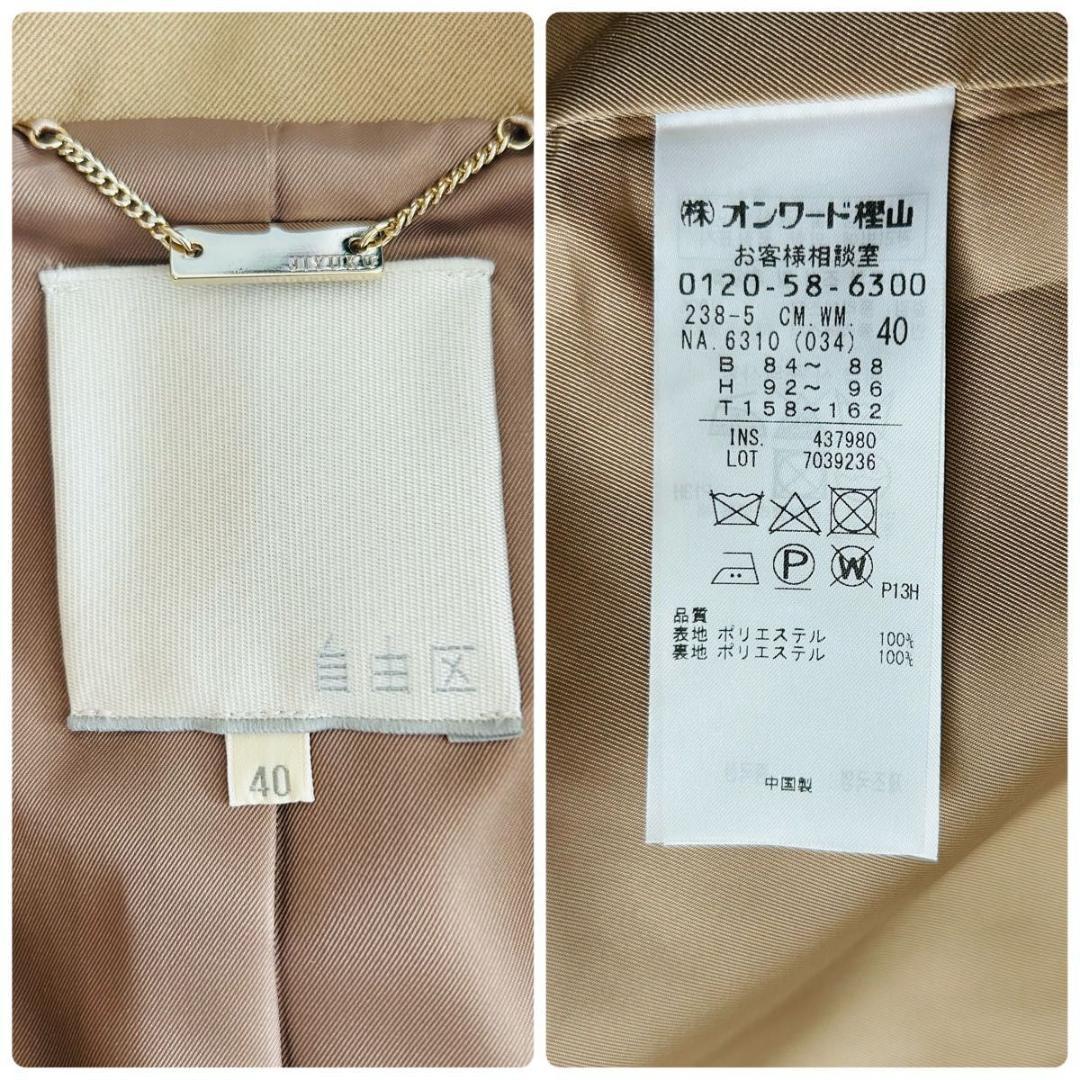 JIYUKU
自由区
40
(株)オンワード樫山
お客様相談室
0120-58-6300
238-5 CM.WM. 40
NA.6310 (034)
B 84～ 88
H 92～ 96
T 158～162
INS. 437980
LOT 7039236
P
W
P13H
品質
表地 ポリエステル 100%
裏地 ポリエステル 100%
中国製